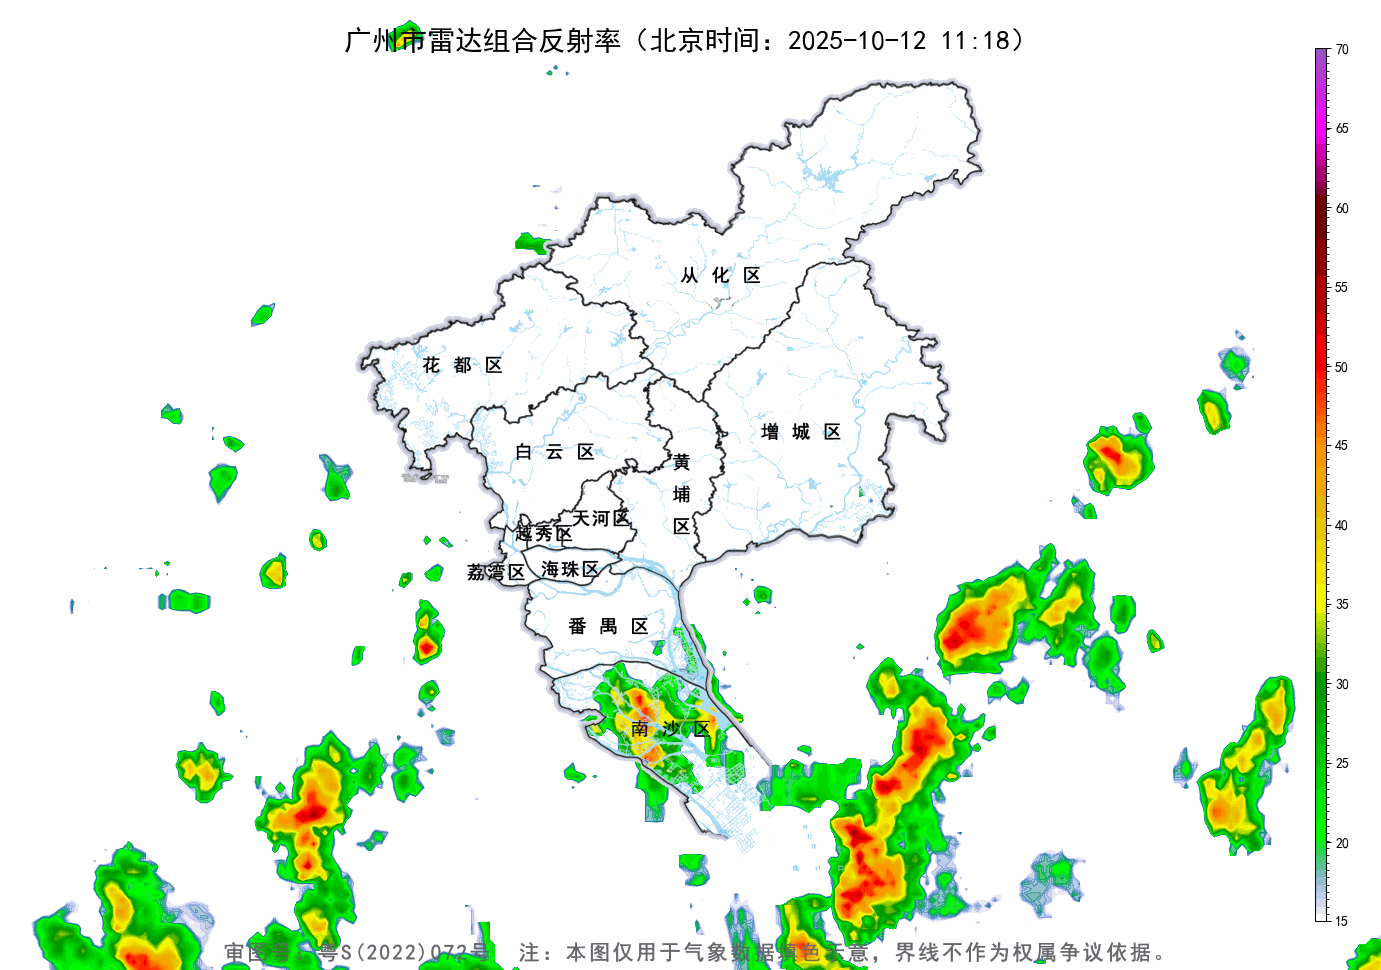 广州市雷达组合反射率（北京时间：2025-10-12 11:18）
70
65
60
55
50
45
40
35
30
25
20
15
从化区
花都区
增城区
白云区
黄埔区
天河区
越秀区
荔湾区
海珠区
番禺区
南沙区
审图号：粤S(2022)072号 注：本图仅用于气象数据填色示意，界线不作为权属争议依据。